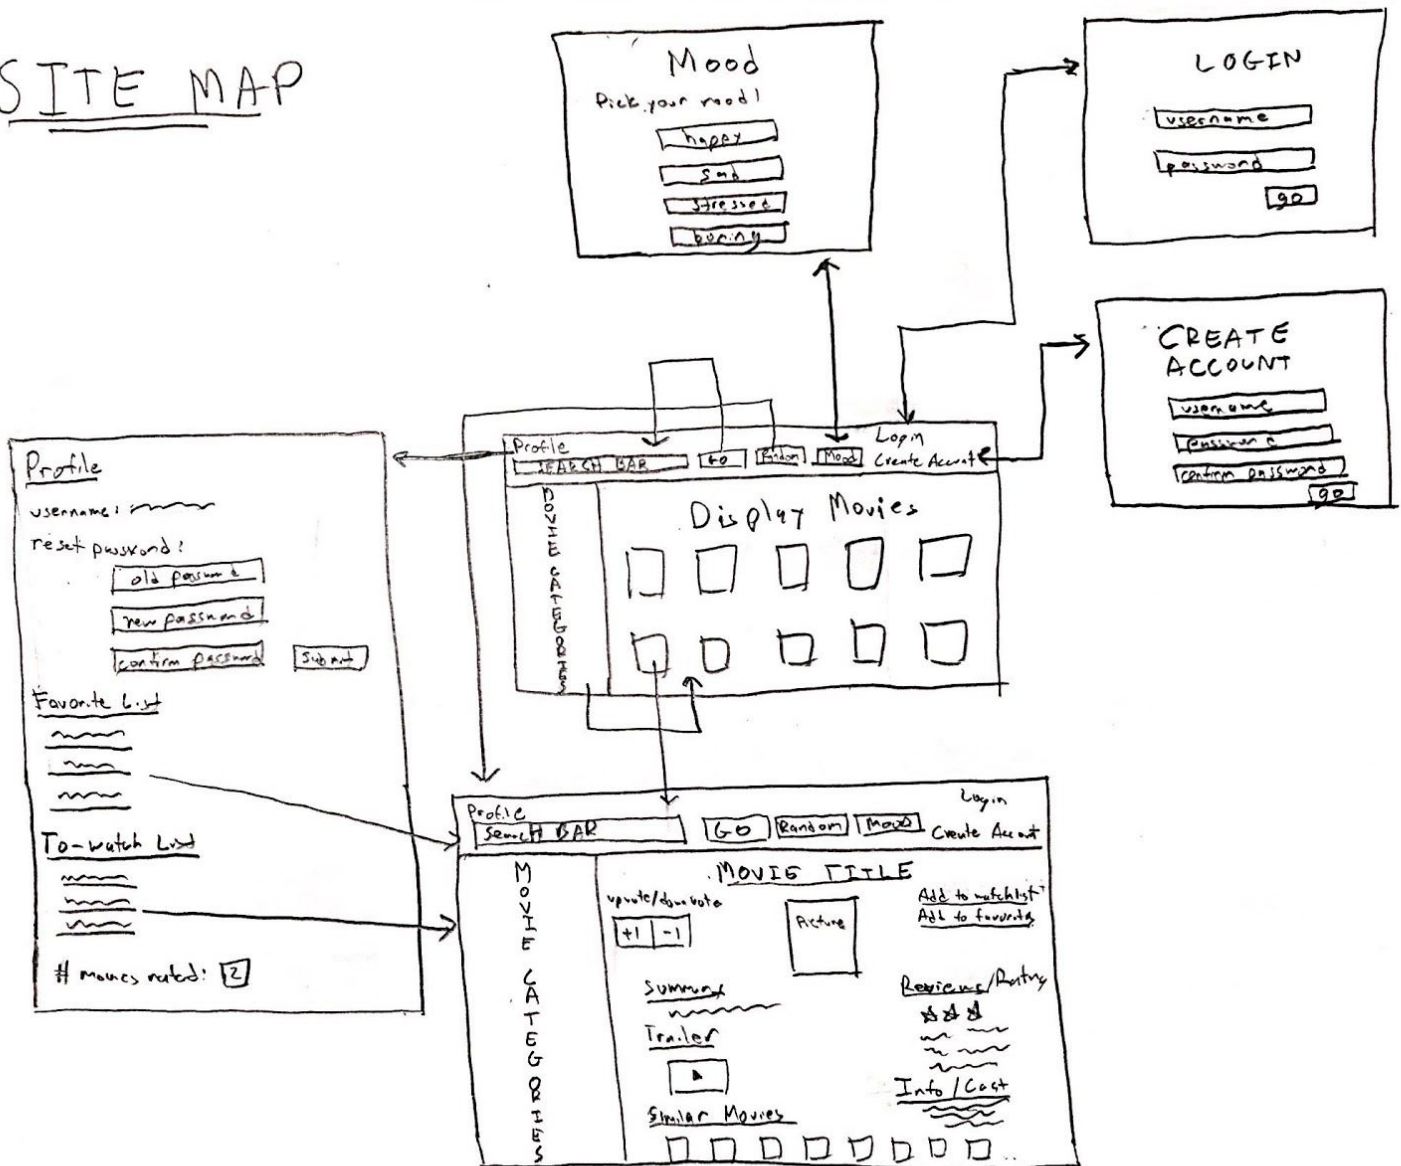 SITE MAP
Mood
Pick your mood!
happy
sad
stressed
boring
LOGIN
username
password
go
CREATE
ACCOUNT
username
password
confirm password
go
Profile
username:
reset password:
old password
new password
confirm password
Submit
Favorite List
To-watch List
# movies rated: 2
Profile
SEARCH BAR
GO
Random
Mood
Login
Create Account
MOVIE CATEGORIES
Display Movies
Profile
Search BAR
GO
Random
Mood
Login
Create Account
MOVIE CATEGORIES
MOVIE TITLE
upvote/downvote
+1
-1
Picture
Add to watchlist
Add to favorites
Summary
Reviews/Rating
Trailer
Info/Cast
Similar Movies